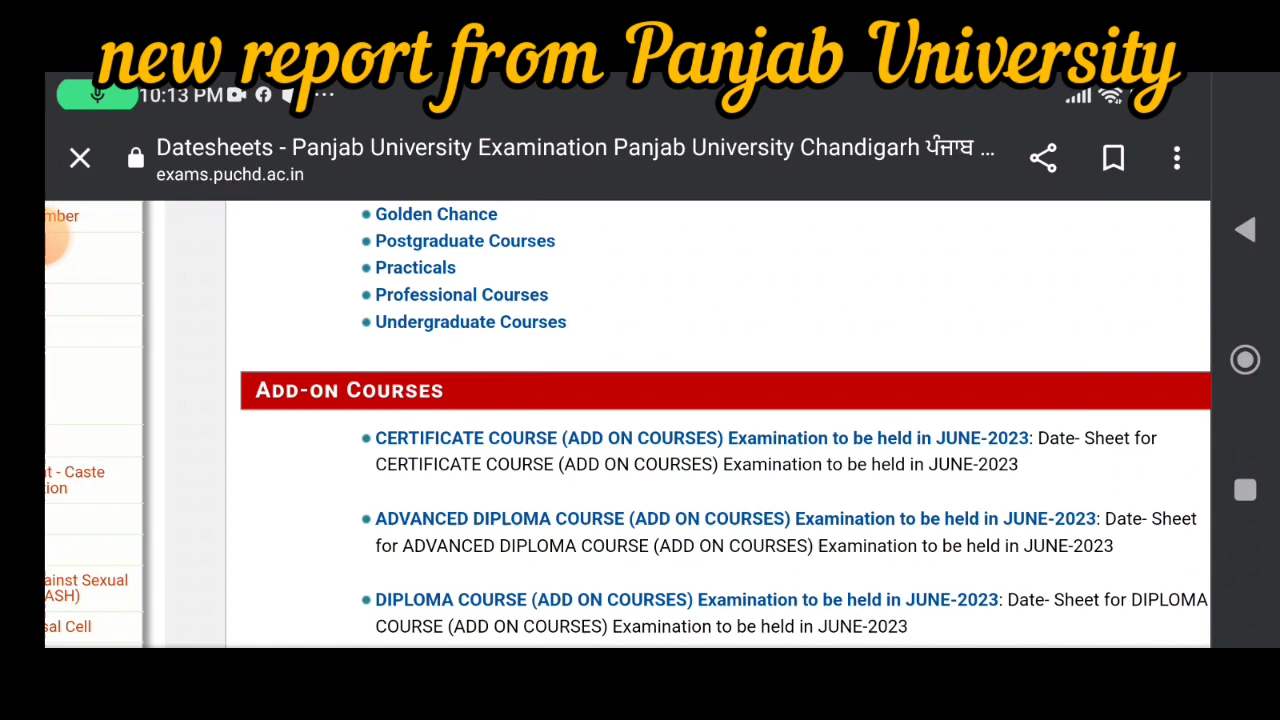 new report from Panjab University
10:13 PM
Datesheets - Panjab University Examination Panjab University Chandigarh ਪੰਜਾਬ ...
exams.puchd.ac.in
mber
Golden Chance
Postgraduate Courses
Practicals
Professional Courses
Undergraduate Courses
ADD-ON COURSES
CERTIFICATE COURSE (ADD ON COURSES) Examination to be held in JUNE-2023: Date- Sheet for
CERTIFICATE COURSE (ADD ON COURSES) Examination to be held in JUNE-2023
t - Caste
ion
ADVANCED DIPLOMA COURSE (ADD ON COURSES) Examination to be held in JUNE-2023: Date- Sheet
for ADVANCED DIPLOMA COURSE (ADD ON COURSES) Examination to be held in JUNE-2023
ainst Sexual
ASH)
sal Cell
DIPLOMA COURSE (ADD ON COURSES) Examination to be held in JUNE-2023: Date- Sheet for DIPLOMA
COURSE (ADD ON COURSES) Examination to be held in JUNE-2023